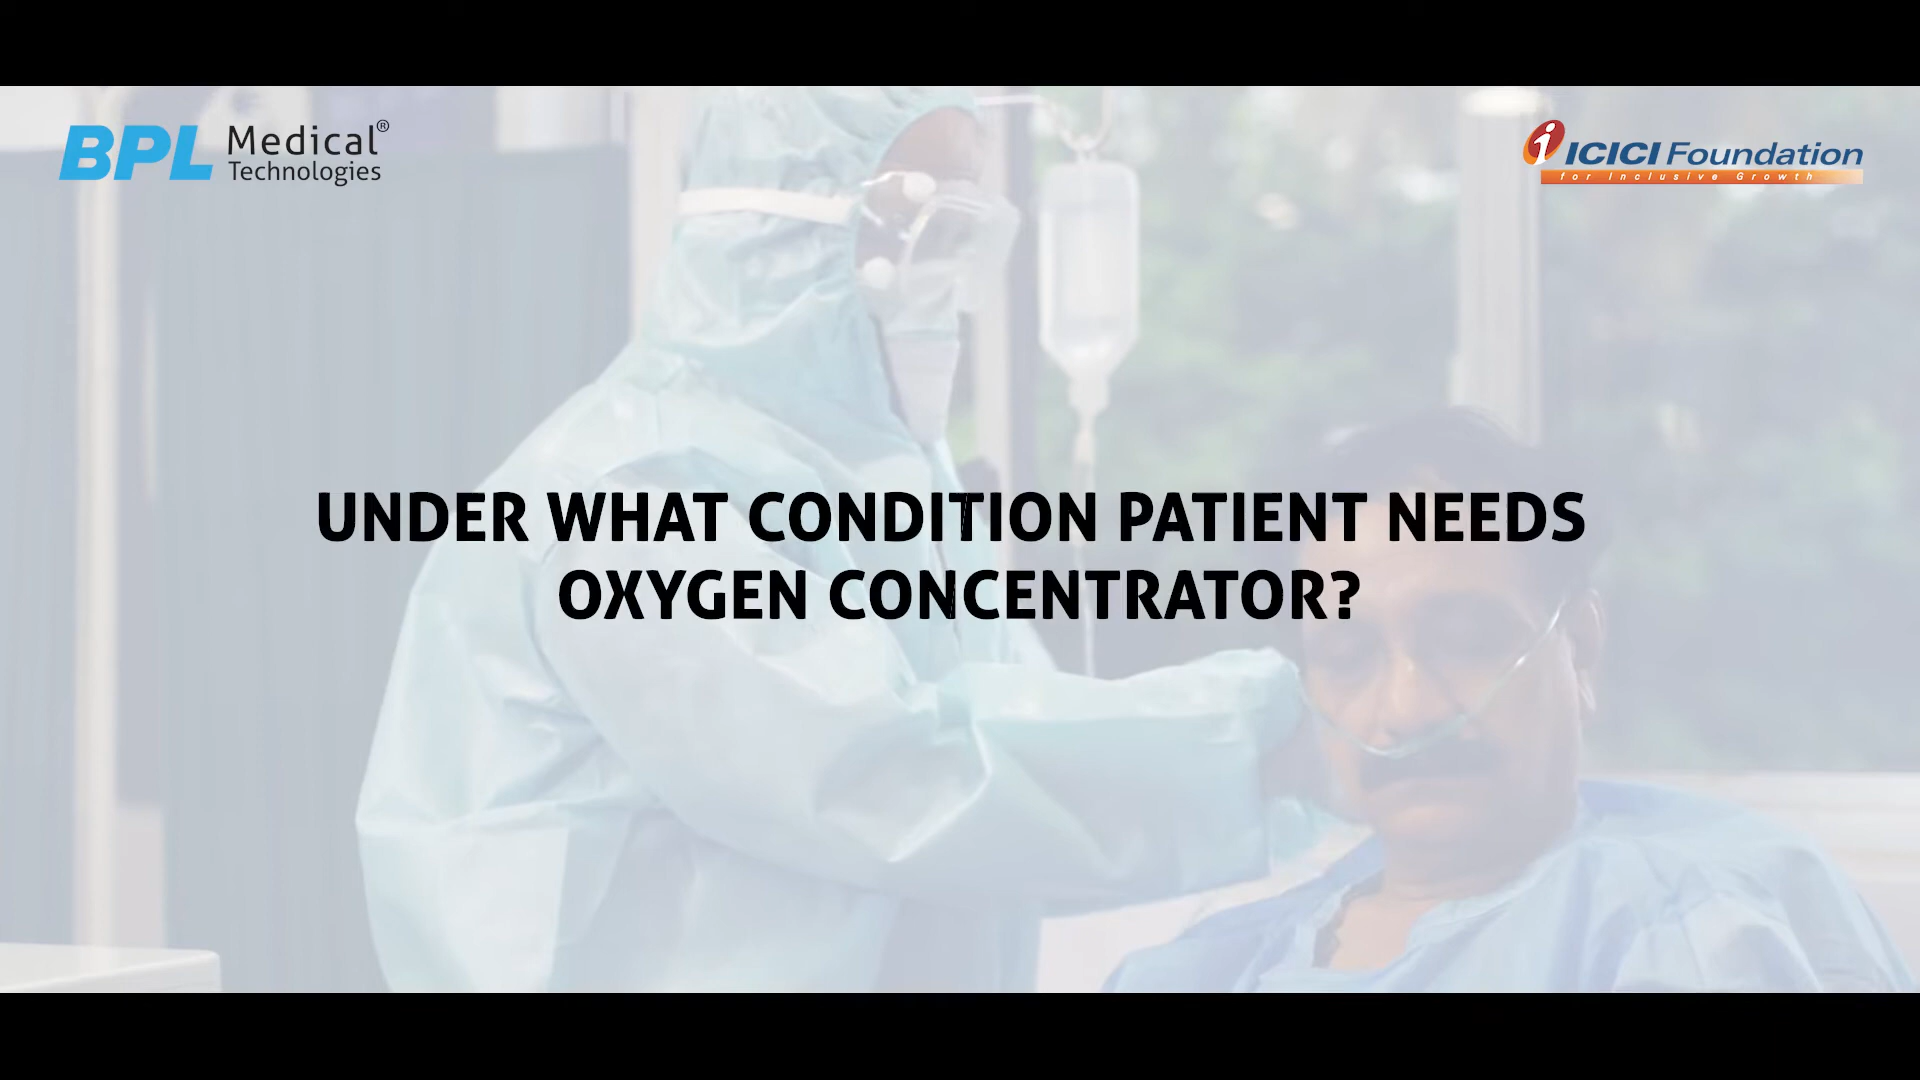 BPL Medical®
Technologies
i ICICI Foundation
for Inclusive Growth
UNDER WHAT CONDITION PATIENT NEEDS
OXYGEN CONCENTRATOR?